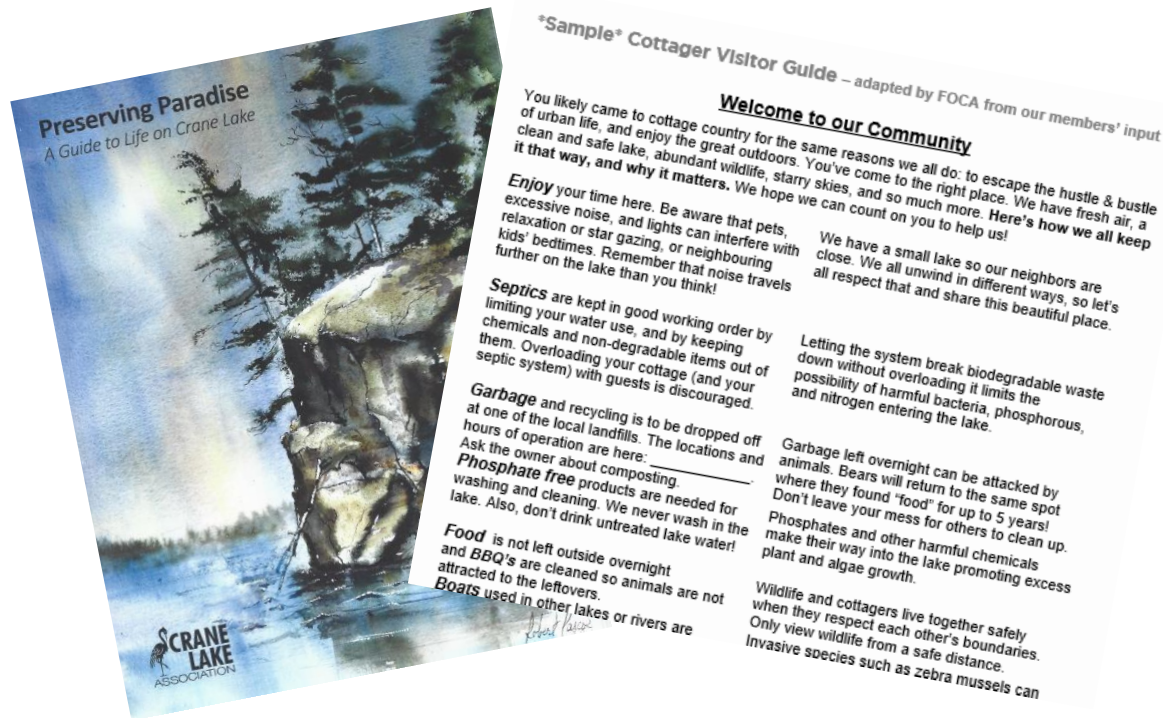 Preserving Paradise
A Guide to Life on Crane Lake
CRANE
LAKE
ASSOCIATION
*Sample* Cottager Visitor Guide – adapted by FOCA from our members' input
Welcome to our Community
You likely came to cottage country for the same reasons we all do: to escape the hustle & bustle
of urban life, and enjoy the great outdoors. You've come to the right place. We have fresh air, a
clean and safe lake, abundant wildlife, starry skies, and so much more. Here's how we all keep
it that way, and why it matters. We hope we can count on you to help us!
Enjoy your time here. Be aware that pets,
excessive noise, and lights can interfere with
relaxation or star gazing, or neighbouring
kids' bedtimes. Remember that noise travels
further on the lake than you think!
We have a small lake so our neighbors are
close. We all unwind in different ways, so let's
all respect that and share this beautiful place.
Septics are kept in good working order by
limiting your water use, and by keeping
chemicals and non-degradable items out of
them. Overloading your cottage (and your
septic system) with guests is discouraged.
Letting the system break biodegradable waste
down without overloading it limits the
possibility of harmful bacteria, phosphorous,
and nitrogen entering the lake.
Garbage and recycling is to be dropped off
at one of the local landfills. The locations and
hours of operation are here: ___________.
Ask the owner about composting.
Garbage left overnight can be attacked by
animals. Bears will return to the same spot
where they found "food" for up to 5 years!
Don't leave your mess for others to clean up.
Phosphate free products are needed for
washing and cleaning. We never wash in the
lake. Also, don't drink untreated lake water!
Phosphates and other harmful chemicals
make their way into the lake promoting excess
plant and algae growth.
Food is not left outside overnight
and BBQ's are cleaned so animals are not
attracted to the leftovers.
Wildlife and cottagers live together safely
when they respect each other's boundaries.
Only view wildlife from a safe distance.
Boats used in other lakes or rivers are
Invasive species such as zebra mussels can